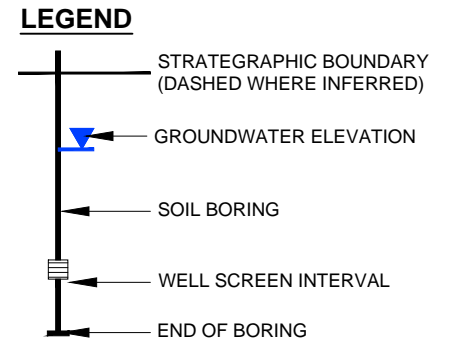 LEGEND
STRATEGRAPHIC BOUNDARY
(DASHED WHERE INFERRED)
GROUNDWATER ELEVATION
SOIL BORING
WELL SCREEN INTERVAL
END OF BORING